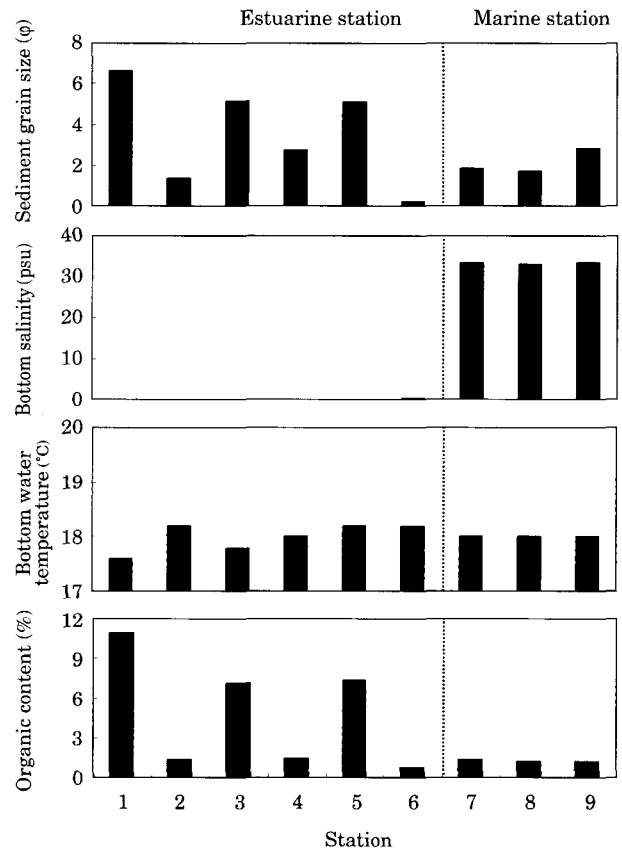 Estuarine station Marine station
Sediment grain size (φ)
8
6
4
2
0
Bottom salinity (psu)
40
30
20
10
0
Bottom water
temperature (°C)
20
19
18
17
Organic content (%)
12
9
6
3
0
1 2 3 4 5 6 7 8 9
Station